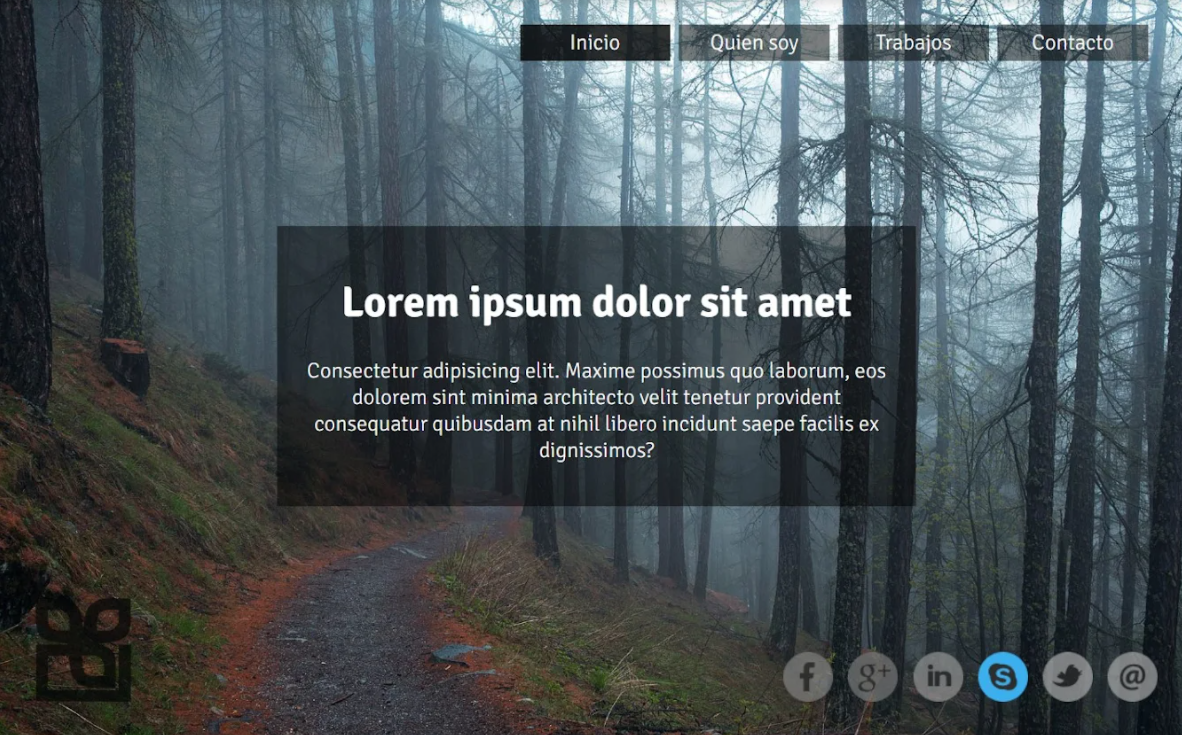 Inicio
Quien soy
Trabajos
Contacto
Lorem ipsum dolor sit amet
Consectetur adipisicing elit. Maxime possimus quo laborum, eos
dolorem sint minima architecto velit tenetur provident
consequatur quibusdam at nihil libero incidunt saepe facilis ex
dignissimos?
f
g+
in
S
@